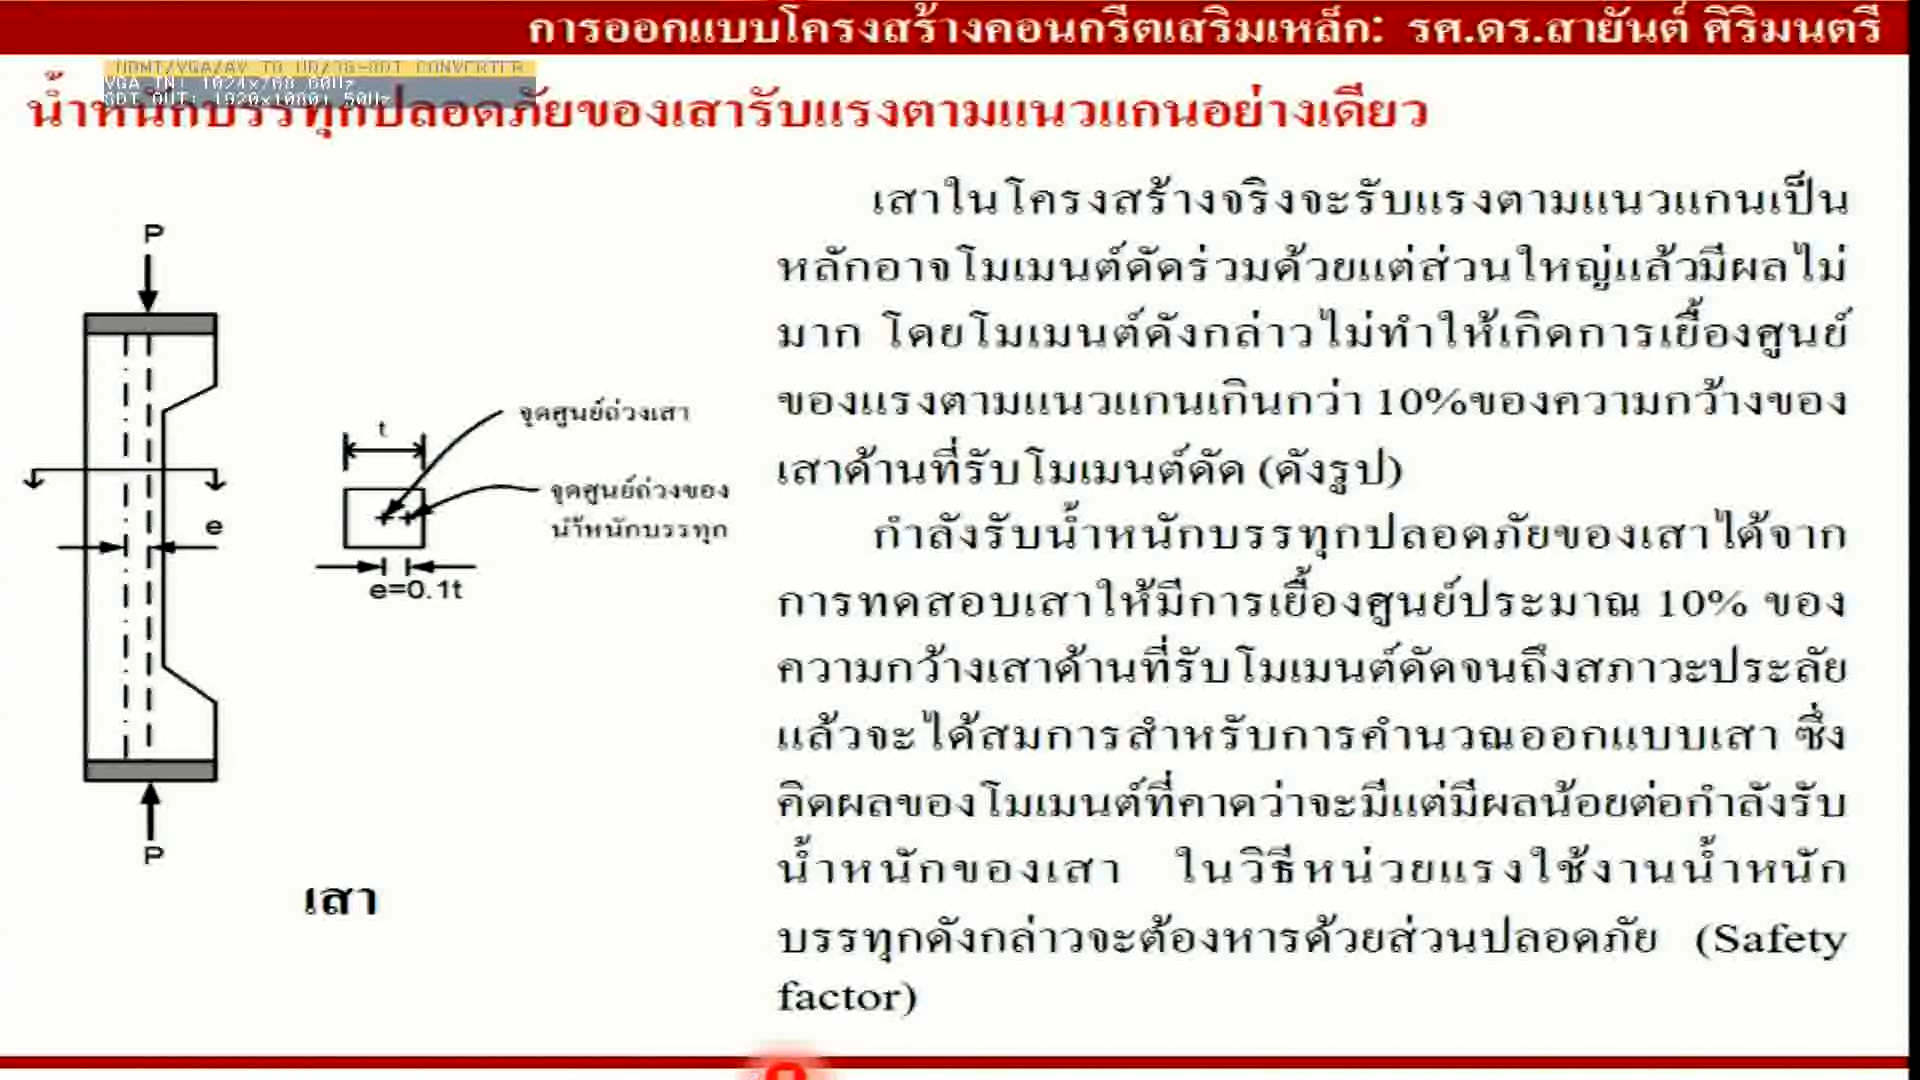 การออกแบบโครงสร้างคอนกรีตเสริมเหล็ก: รศ.ดร.สายันต์ ศิริมนตรี
HDMI/VGA/AV TO HD/3G-SDI CONVERTER
VGA IN: 1024x768 60Hz
SDI OUT: 1920x1080i 50Hz
น้ำหนักบรรทุกปลอดภัยของเสารับแรงตามแนวแกนอย่างเดียว
P
e
P
เสา
t
จุดศูนย์ถ่วงเสา
จุดศูนย์ถ่วงของ
น้ำหนักบรรทุก
e=0.1t
เสาในโครงสร้างจริงจะรับแรงตามแนวแกนเป็น
หลักอาจโมเมนต์ดัดร่วมด้วยแต่ส่วนใหญ่แล้วมีผลไม่
มาก โดยโมเมนต์ดังกล่าวไม่ทำให้เกิดการเยื้องศูนย์
ของแรงตามแนวแกนเกินกว่า 10%ของความกว้างของ
เสาด้านที่รับโมเมนต์ดัด (ดังรูป)
กำลังรับน้ำหนักบรรทุกปลอดภัยของเสาได้จาก
การทดสอบเสาให้มีการเยื้องศูนย์ประมาณ 10% ของ
ความกว้างเสาด้านที่รับโมเมนต์ดัดจนถึงสภาวะประลัย
แล้วจะได้สมการสำหรับการคำนวณออกแบบเสา ซึ่ง
คิดผลของโมเมนต์ที่คาดว่าจะมีแต่มีผลน้อยต่อกำลังรับ
น้ำหนักของเสา ในวิธีหน่วยแรงใช้งานน้ำหนัก
บรรทุกดังกล่าวจะต้องหารด้วยส่วนปลอดภัย (Safety
factor)